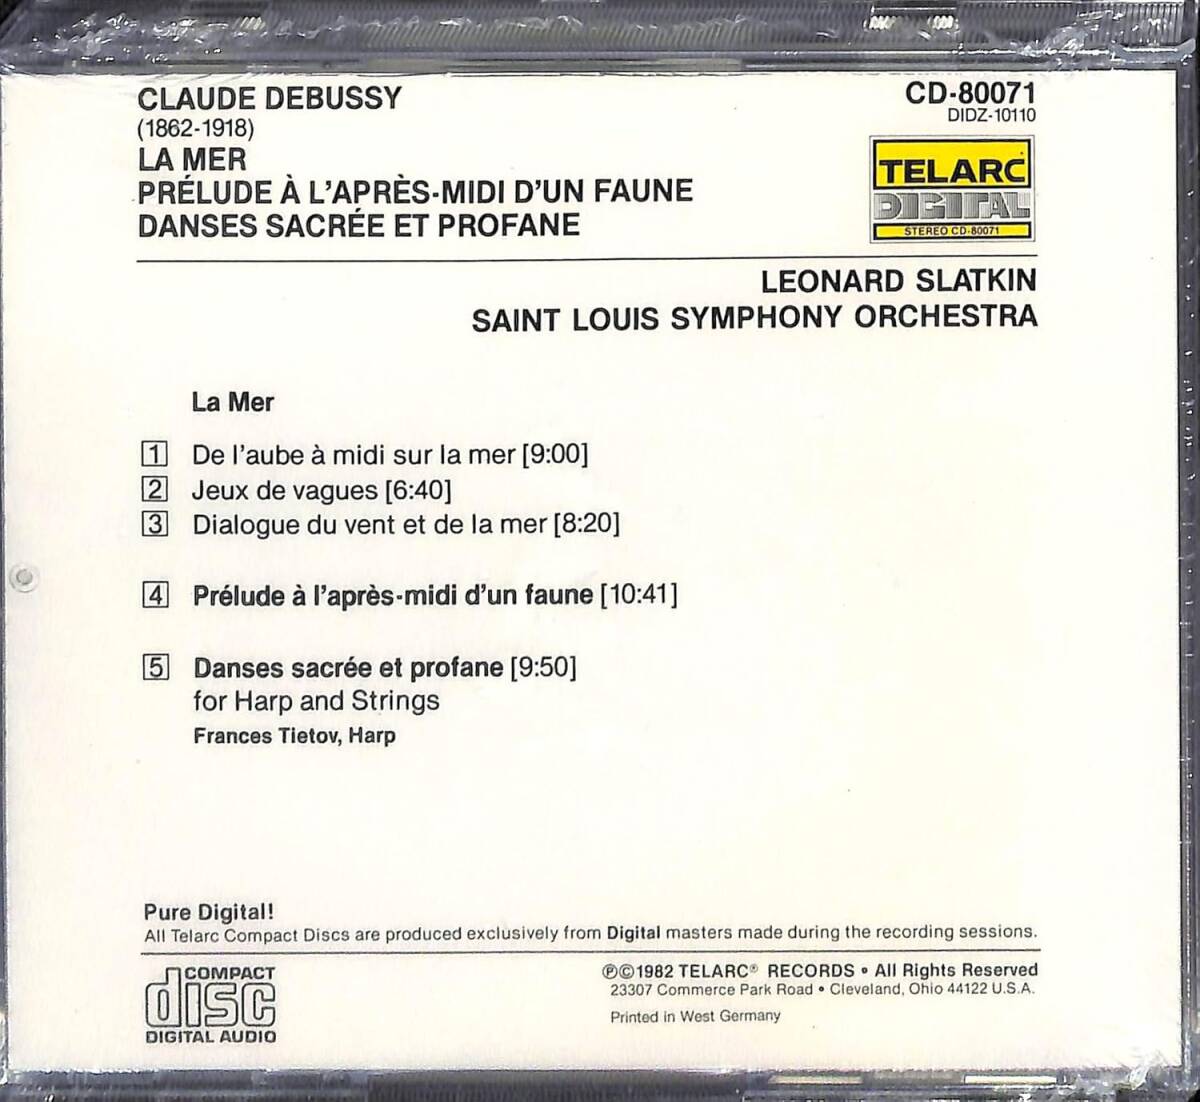 CLAUDE DEBUSSY
(1862-1918)
LA MER
PRÉLUDE À L'APRÈS-MIDI D'UN FAUNE
DANSES SACRÉE ET PROFANE
CD-80071
DIDZ-10110
TELARC
DIGITAL
STEREO CD-80071
LEONARD SLATKIN
SAINT LOUIS SYMPHONY ORCHESTRA
La Mer
1 De l'aube à midi sur la mer [9:00]
2 Jeux de vagues [6:40]
3 Dialogue du vent et de la mer [8:20]
4 Prélude à l'après-midi d'un faune [10:41]
5 Danses sacrée et profane [9:50]
for Harp and Strings
Frances Tietov, Harp
Pure Digital!
All Telarc Compact Discs are produced exclusively from Digital masters made during the recording sessions.
COMPACT
disc
DIGITAL AUDIO
℗©1982 TELARC® RECORDS • All Rights Reserved
23307 Commerce Park Road • Cleveland, Ohio 44122 U.S.A.
Printed in West Germany